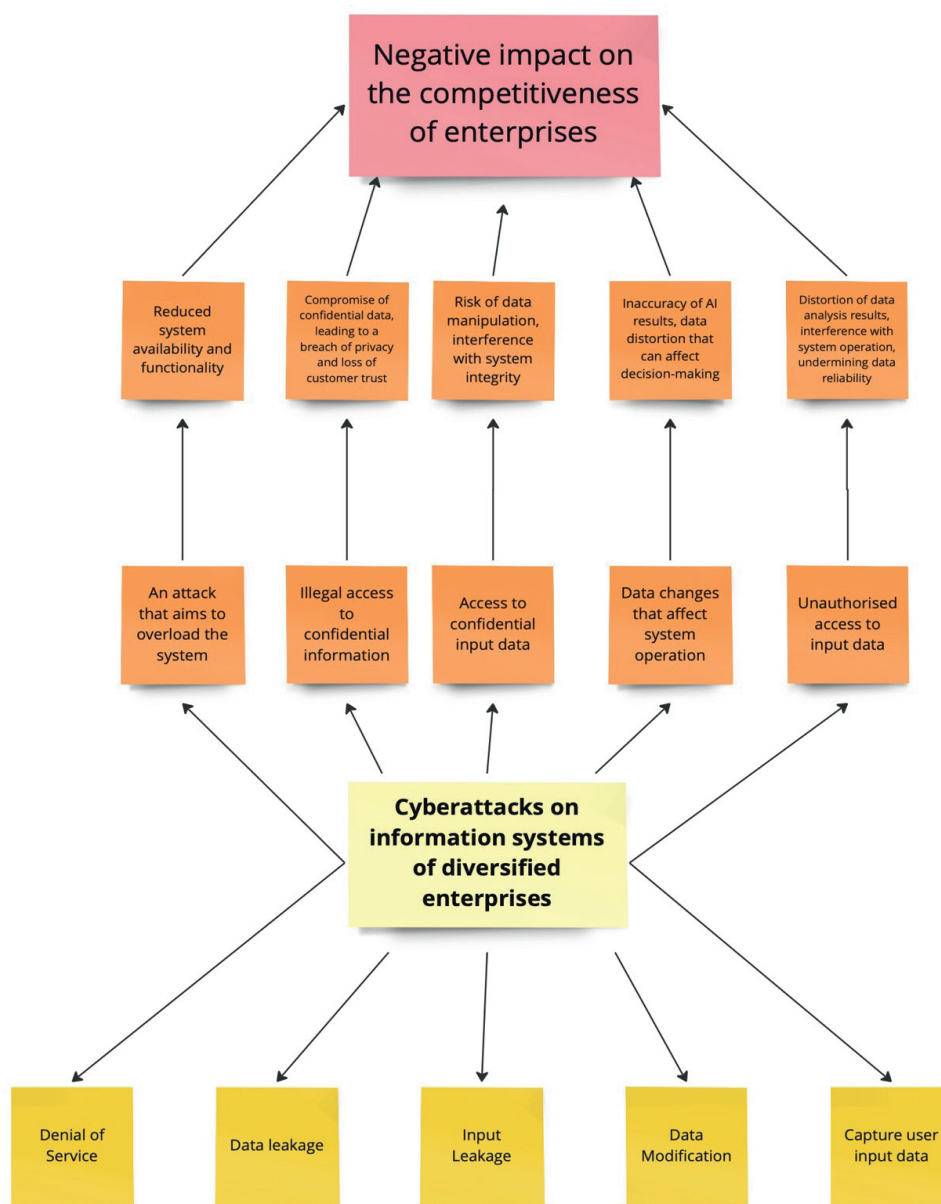 Negative impact on
the competitiveness
of enterprises
Reduced
system
availability and
functionality
Compromise of
confidential data,
leading to a
breach of privacy
and loss of
customer trust
Risk of data
manipulation,
interference
with system
integrity
Inaccuracy of AI
results, data
distortion that
can affect
decision-making
Distortion of data
analysis results,
interference with
system operation,
undermining data
reliability
An attack
that aims to
overload the
system
Illegal access
to
confidential
information
Access to
confidential
input data
Data changes
that affect
system
operation
Unauthorised
access to
input data
Cyberattacks on
information systems
of diversified
enterprises
Denial of
Service
Data leakage
Input
Leakage
Data
Modification
Capture user
input data